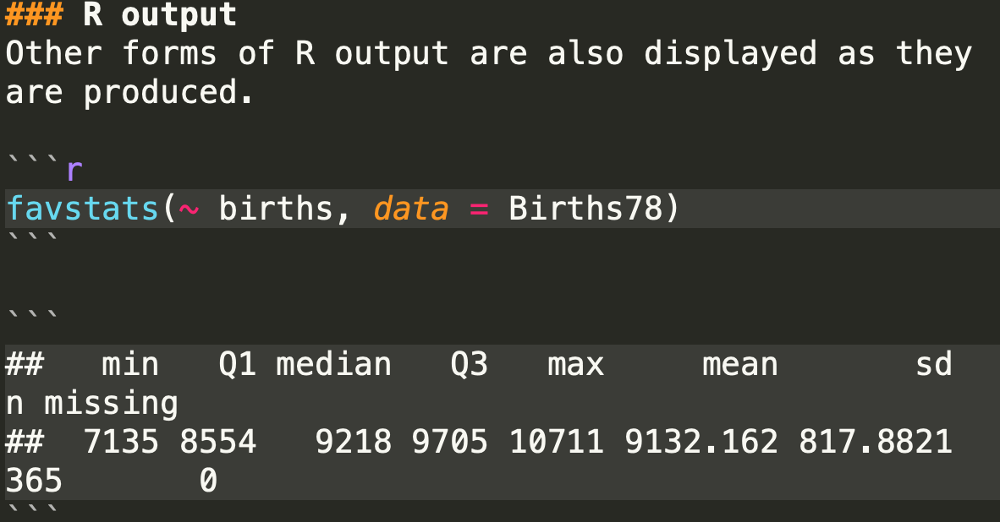 ### R output
Other forms of R output are also displayed as they
are produced.

```r
favstats(~ births, data = Births78)
```


```
##   min   Q1 median   Q3   max     mean       sd
n missing
##  7135 8554   9218 9705 10711 9132.162 817.8821
365       0
```